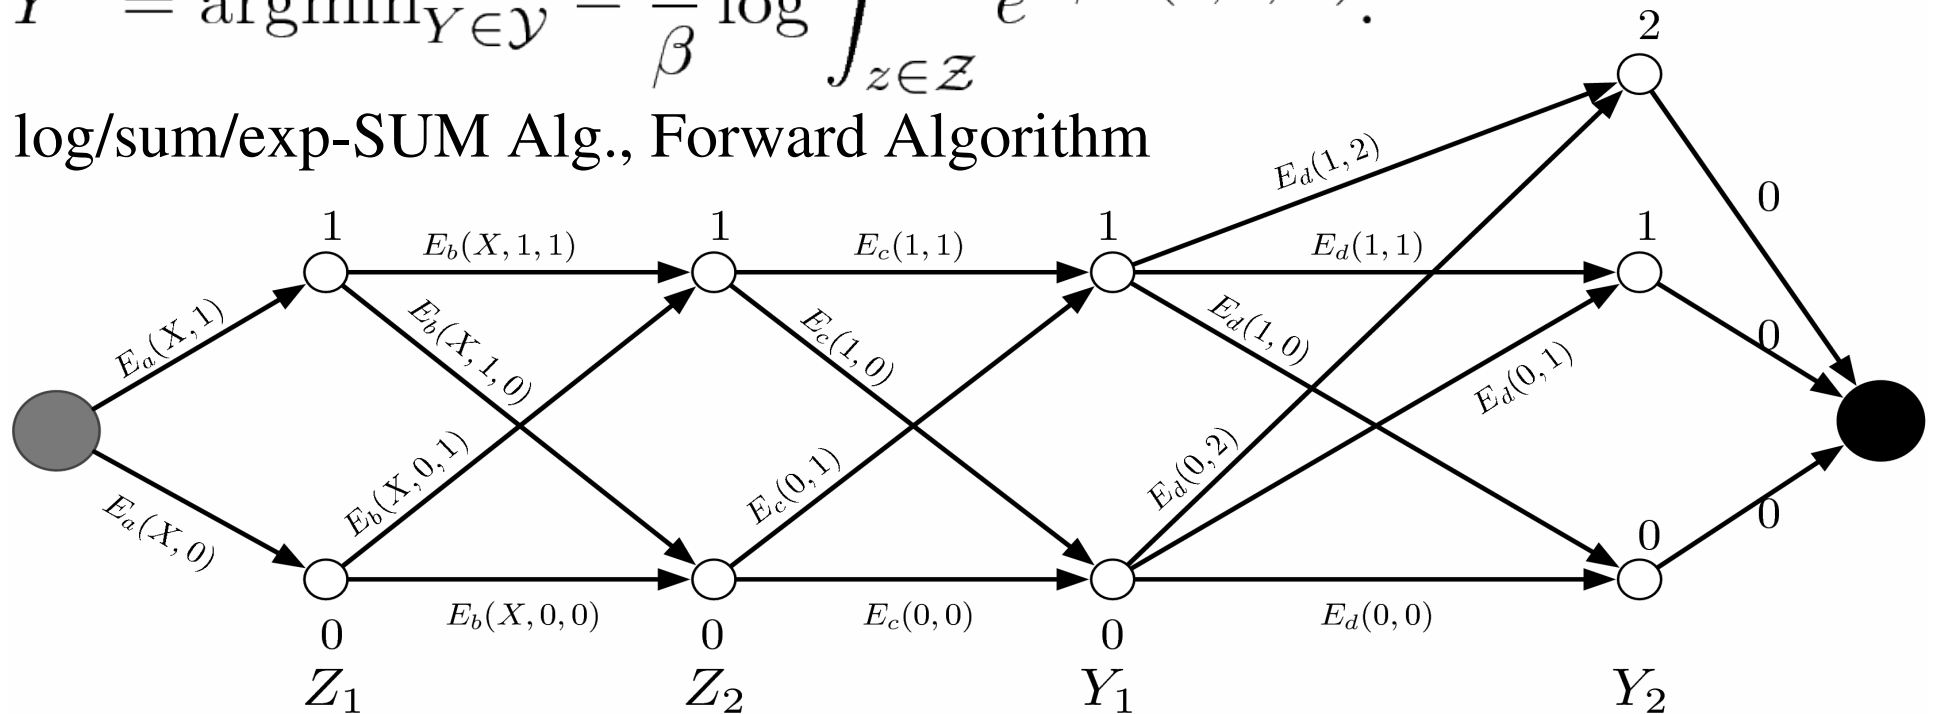 argmin_{Y∈𝒴} − 1/β log ∫_{z∈𝒵} e
log/sum/exp-SUM Alg., Forward Algorithm
2
E_d(1,2)
0
1 1 1 1
E_b(X,1,1) E_c(1,1) E_d(1,1)
E_a(X,1) E_b(X,1,0) E_c(1,0) E_d(1,0) 0
E_d(0,1)
E_a(X,0) E_b(X,0,1) E_c(0,1) E_d(0,2) 0
0
E_b(X,0,0) E_c(0,0) E_d(0,0)
0 0 0
Z_1 Z_2 Y_1 Y_2